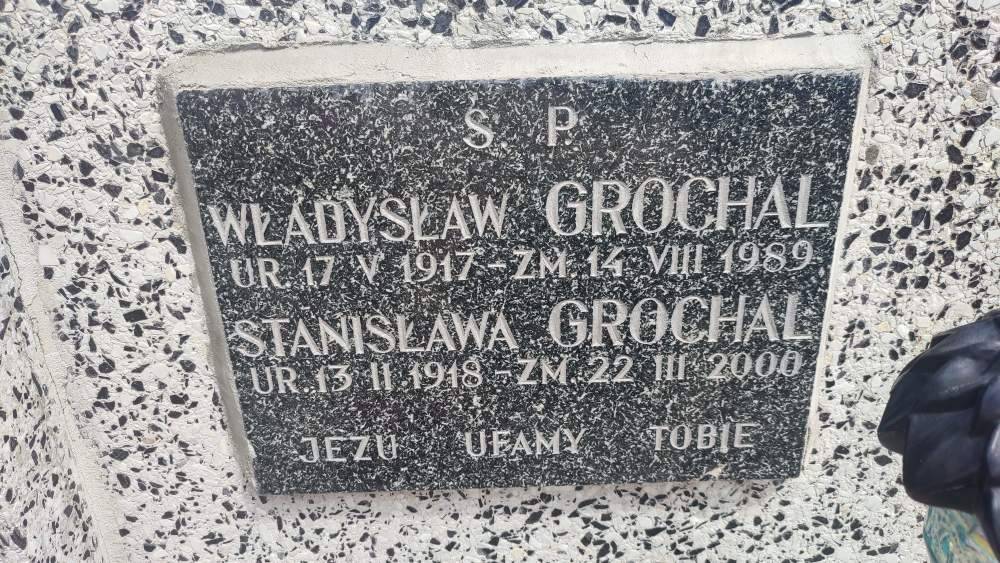 Ś. P.
WŁADYSŁAW GROCHAL
UR. 17 V 1917 - ZM. 14 VIII 1989
STANISŁAWA GROCHAL
UR. 13 II 1918 - ZM. 22 III 2000
JEZU UFAMY TOBIE